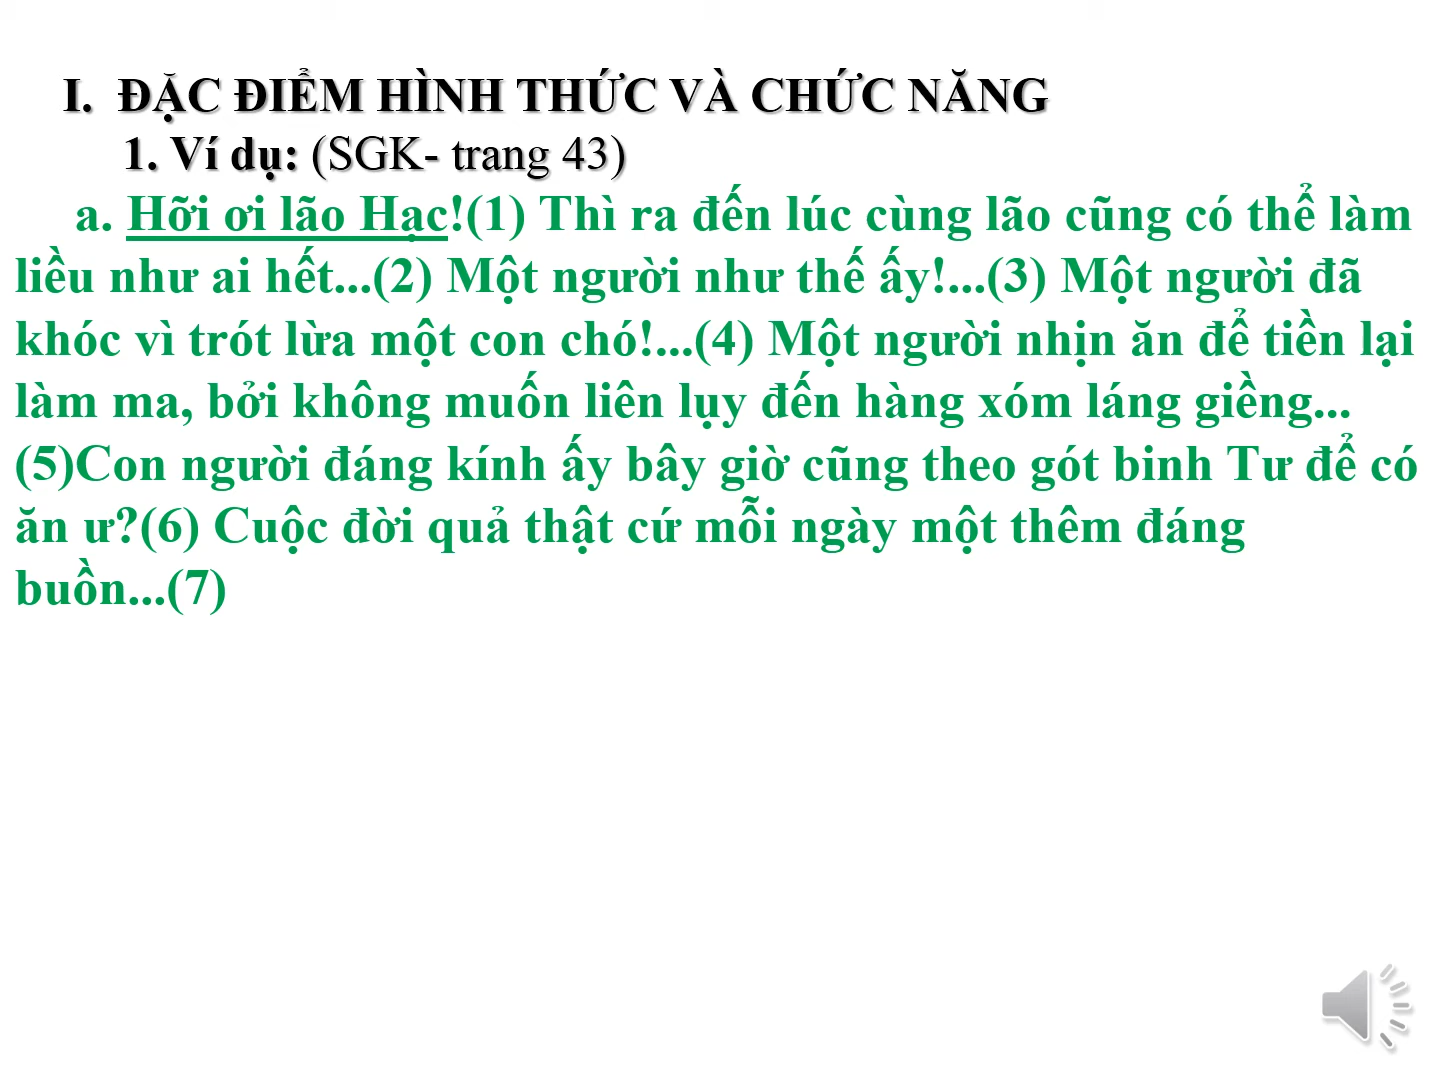 I. ĐẶC ĐIỂM HÌNH THỨC VÀ CHỨC NĂNG
1. Ví dụ: (SGK- trang 43)
a. Hỡi ơi lão Hạc!(1) Thì ra đến lúc cùng lão cũng có thể làm
liều như ai hết...(2) Một người như thế ấy!...(3) Một người đã
khóc vì trót lừa một con chó!...(4) Một người nhịn ăn để tiền lại
làm ma, bởi không muốn liên lụy đến hàng xóm láng giềng...
(5)Con người đáng kính ấy bây giờ cũng theo gót binh Tư để có
ăn ư?(6) Cuộc đời quả thật cứ mỗi ngày một thêm đáng
buồn...(7)